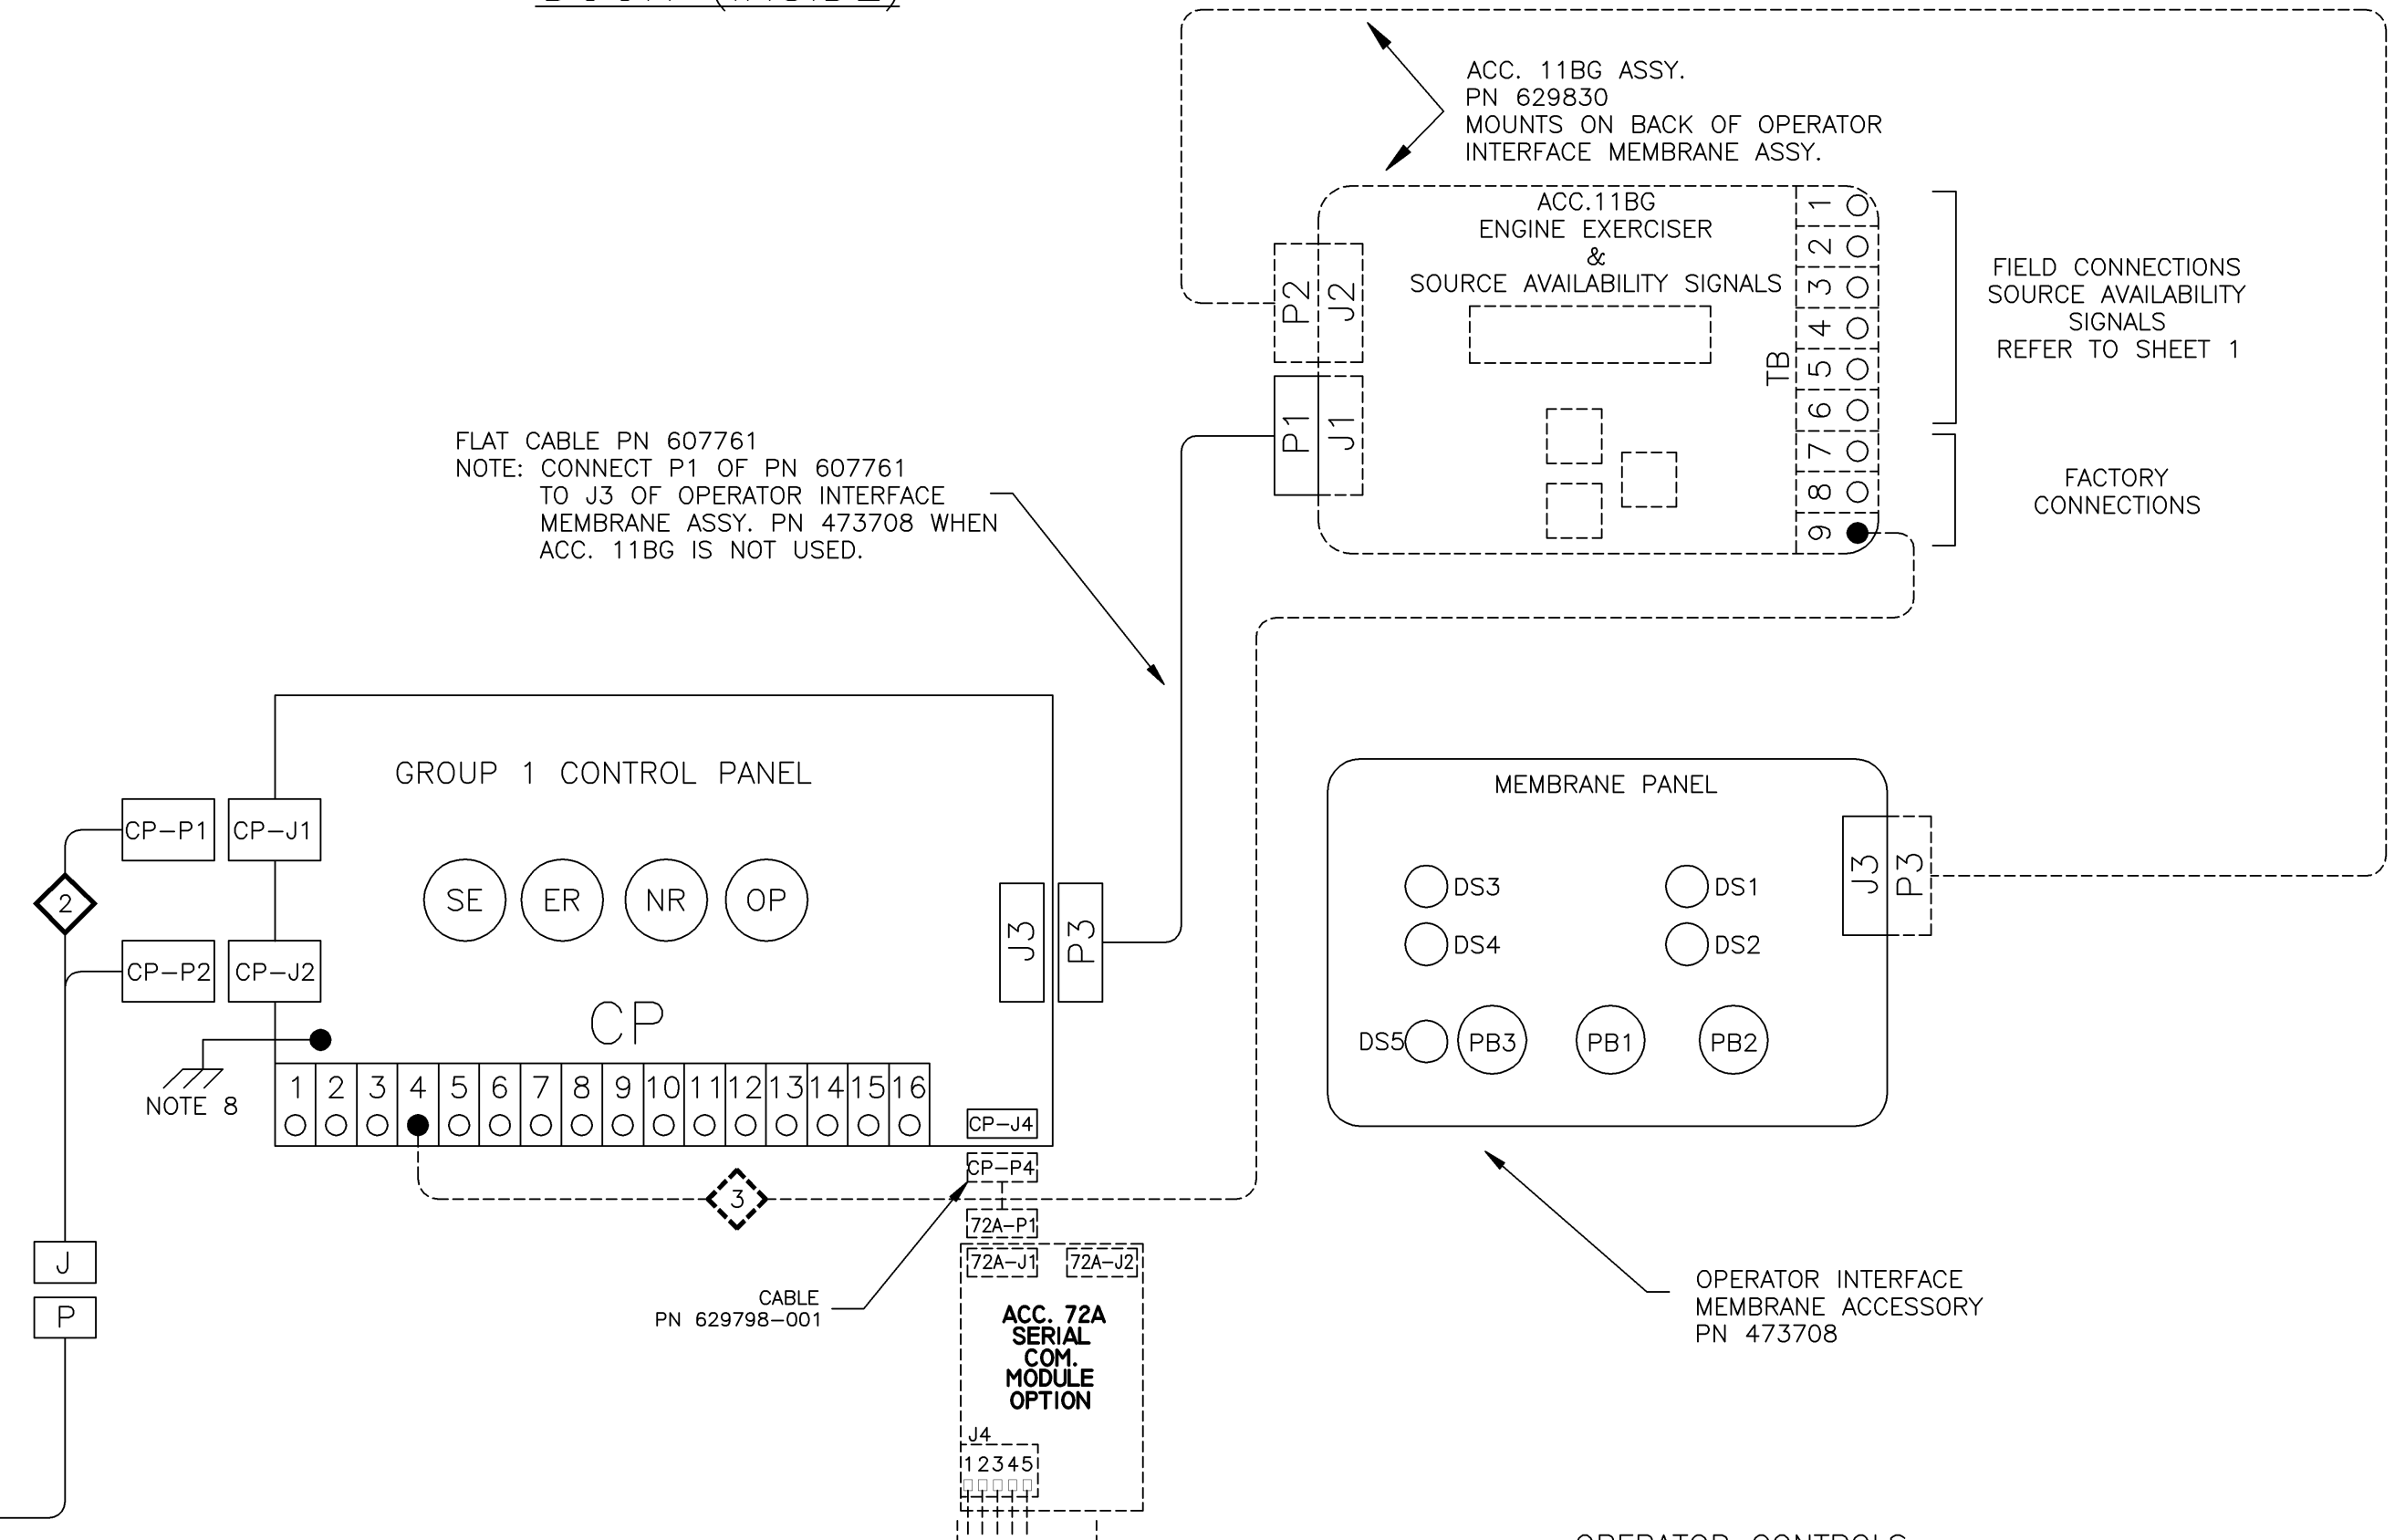 ACC. 11BG ASSY.
PN 629830
MOUNTS ON BACK OF OPERATOR
INTERFACE MEMBRANE ASSY.
ACC.11BG
ENGINE EXERCISER
&
SOURCE AVAILABILITY SIGNALS
P2
J2
P1
J1
TB
1
2
3
4
5
6
7
8
9
FIELD CONNECTIONS
SOURCE AVAILABILITY
SIGNALS
REFER TO SHEET 1
FACTORY
CONNECTIONS
FLAT CABLE PN 607761
NOTE: CONNECT P1 OF PN 607761
TO J3 OF OPERATOR INTERFACE
MEMBRANE ASSY. PN 473708 WHEN
ACC. 11BG IS NOT USED.
GROUP 1 CONTROL PANEL
CP-P1
CP-J1
2
SE ER NR OP
CP-P2
CP-J2
J3
P3
CP
NOTE 8
1 2 3 4 5 6 7 8 9 10 11 12 13 14 15 16
CP-J4
CP-P4
3
72A-P1
72A-J1
72A-J2
CABLE
PN 629798-001
ACC. 72A
SERIAL
COM.
MODULE
OPTION
J4
1 2 3 4 5
J
P
MEMBRANE PANEL
DS3
DS1
DS4
DS2
DS5
PB3
PB1
PB2
J3
P3
OPERATOR INTERFACE
MEMBRANE ACCESSORY
PN 473708
OPERATOR CONTROLS